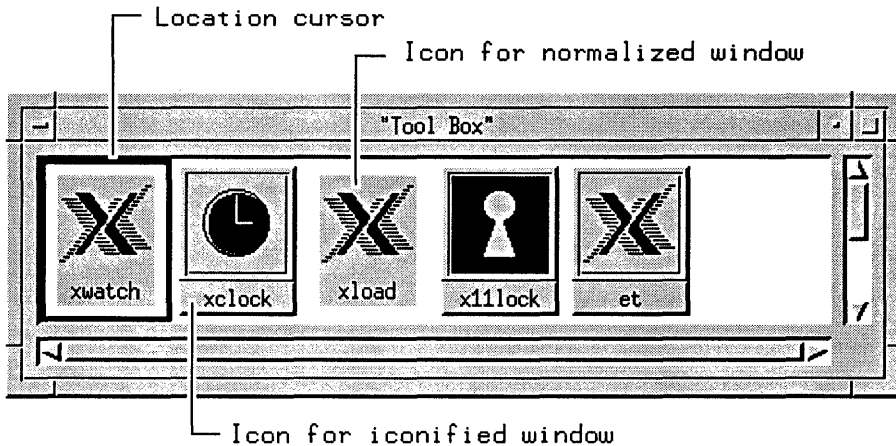 Location cursor
Icon for normalized window
"Tool Box"
xwatch
xclock
xload
x11lock
et
Icon for iconified window